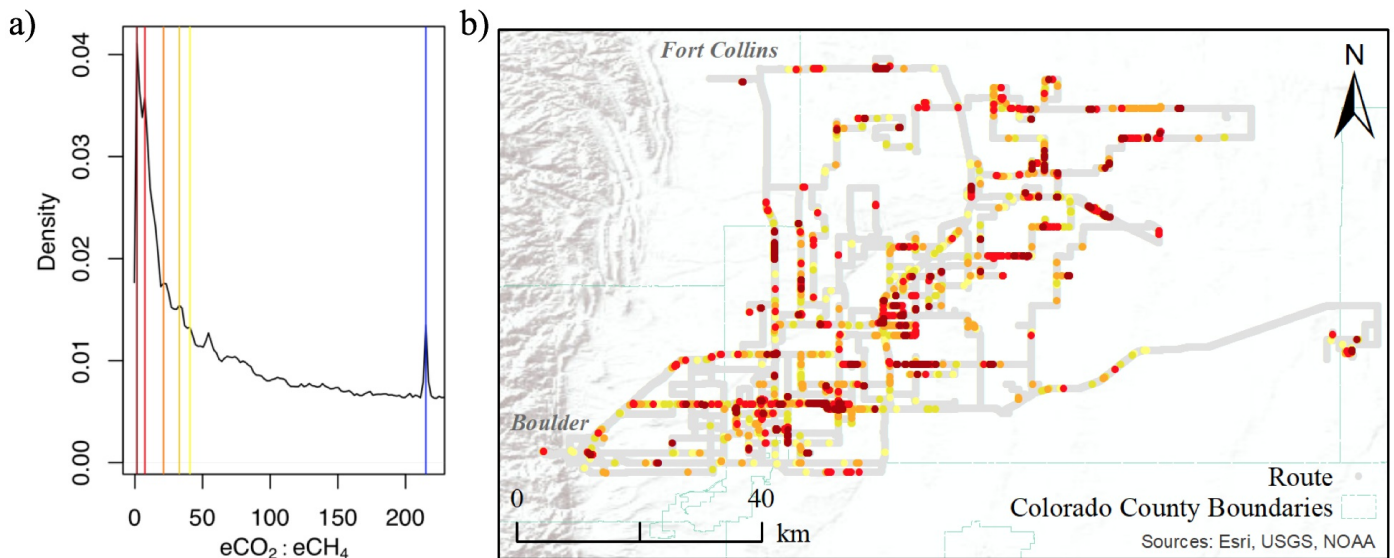 a)
Density
0.04
0.03
0.02
0.01
0.00
0
50
100
150
200
eCO₂ : eCH₄
b)
Fort Collins
N
Boulder
0
40
km
Route
Colorado County Boundaries
Sources: Esri, USGS, NOAA